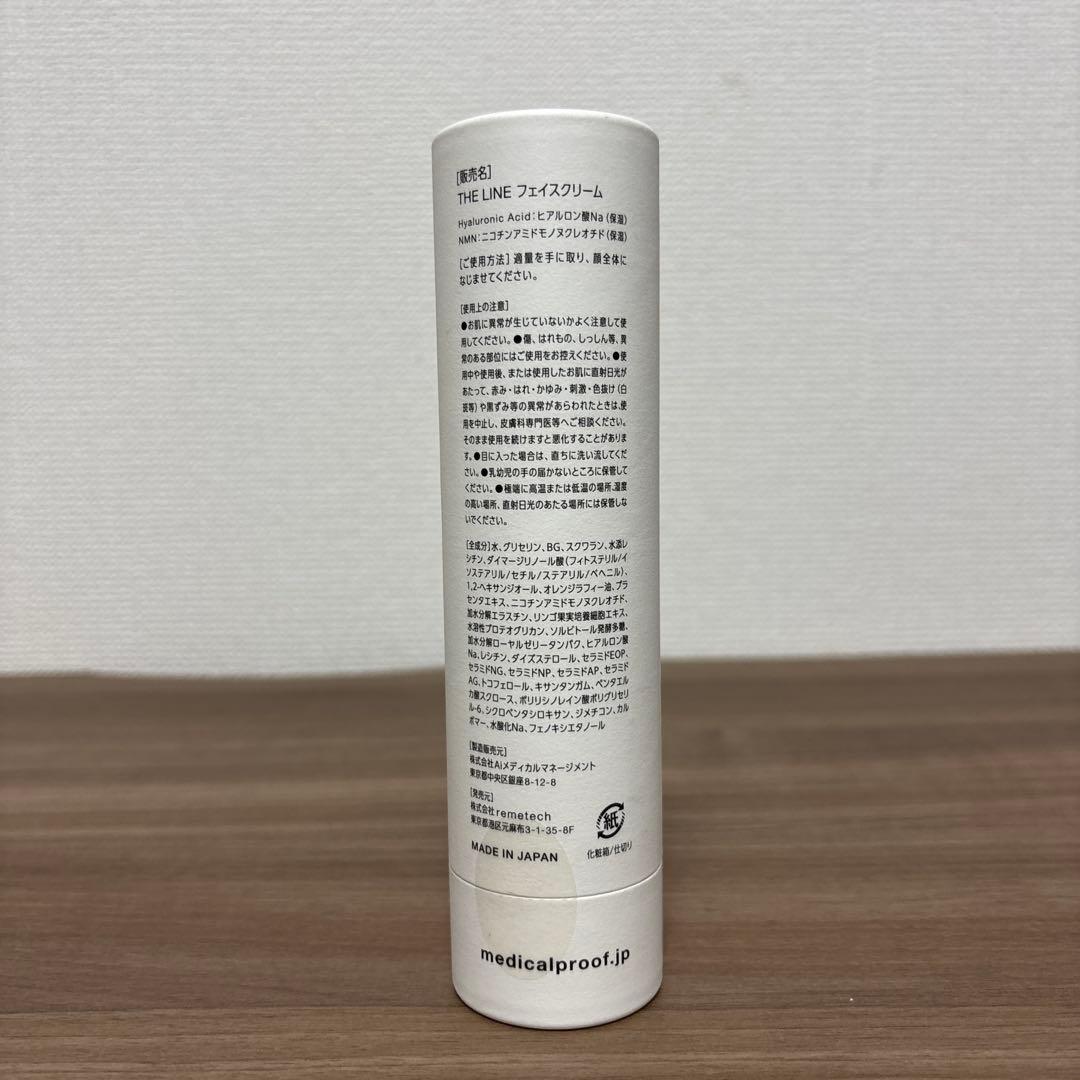 [販売名]
THE LINE フェイスクリーム
Hyaluronic Acid：ヒアルロン酸Na（保湿）
NMN：ニコチンアミドモノヌクレオチド（保湿）
[ご使用方法] 適量を手に取り、顔全体に
なじませてください。
[使用上の注意]
●お肌に異常が生じていないかよく注意して使
用してください。●傷、はれもの、しっしん等、異
常のある部位にはご使用をお控えください。●使
用中や使用後、または使用したお肌に直射日光が
あたって、赤み・はれ・かゆみ・刺激・色抜け（白
斑等）や黒ずみ等の異常があらわれたときは、使
用を中止し、皮膚科専門医等へご相談ください。
そのまま使用を続けますと悪化することがありま
す。●目に入った場合は、直ちに洗い流してくだ
さい。●乳幼児の手の届かないところに保管して
ください。●極端に高温または低温の場所、湿度
の高い場所、直射日光のあたる場所には保管しな
いでください。
[全成分]水、グリセリン、BG、スクワラン、水添レ
シチン、ダイマージリノール酸（フィトステリル/イ
ソステアリル/セチル/ステアリル/ベヘニル）、
1,2-ヘキサンジオール、オレンジラフィー油、プラ
センタエキス、ニコチンアミドモノヌクレオチド、
加水分解エラスチン、リンゴ果実培養細胞エキス、
水溶性プロテオグリカン、ソルビトール発酵多糖、
加水分解ローヤルゼリータンパク、ヒアルロン酸
Na、レシチン、ダイズステロール、セラミドEOP、
セラミドNG、セラミドNP、セラミドAP、セラミド
AG、トコフェロール、キサンタンガム、ペンタエル
カ酸スクロース、ポリリシノレイン酸ポリグリセリ
ル-6、シクロペンタシロキサン、ジメチコン、カル
ボマー、水酸化Na、フェノキシエタノール
[製造販売元]
株式会社Aiメディカルマネージメント
東京都中央区銀座8-12-8
[発売元]
株式会社remetech
東京都港区元麻布3-1-35-8F
MADE IN JAPAN
紙
化粧箱/仕切り
medicalproof.jp